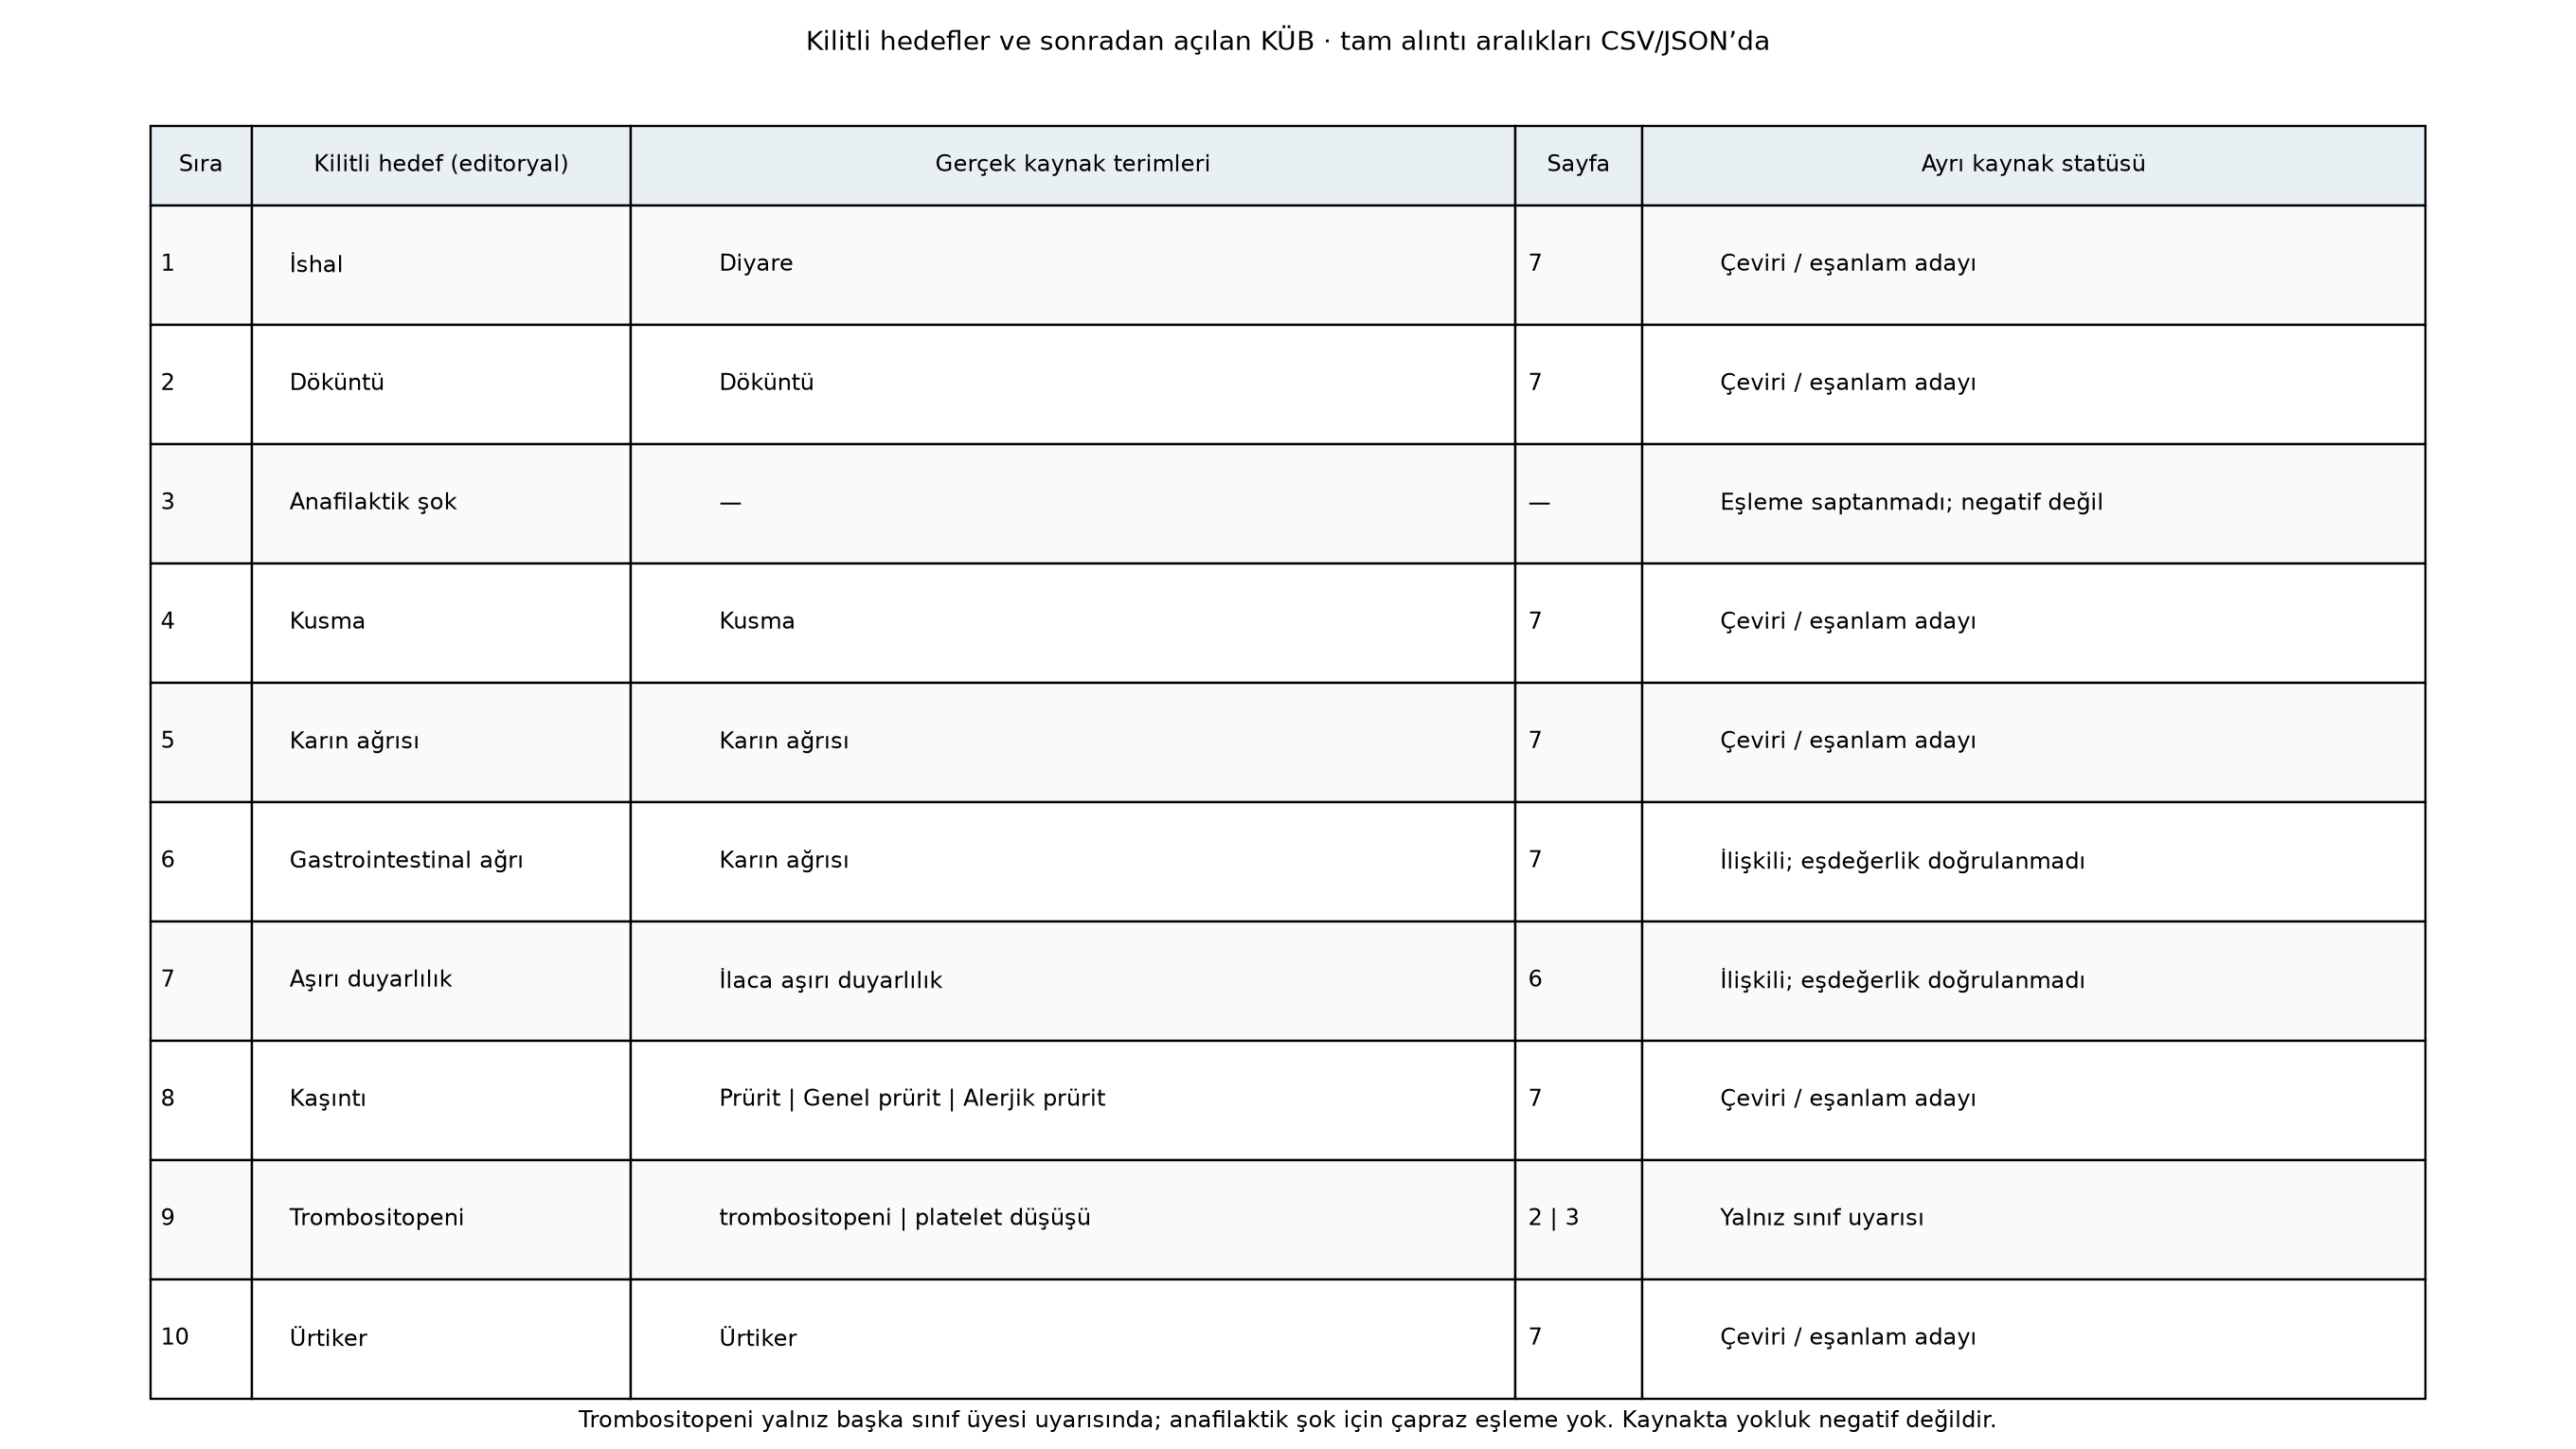 Kilitli hedefler ve sonradan açılan KÜB · tam alıntı aralıkları CSV/JSON’da
Sıra Kilitli hedef (editoryal) Gerçek kaynak terimleri Sayfa Ayrı kaynak statüsü
1 İshal Diyare 7 Çeviri / eşanlam adayı
2 Döküntü Döküntü 7 Çeviri / eşanlam adayı
3 Anafilaktik şok — — Eşleme saptanmadı; negatif değil
4 Kusma Kusma 7 Çeviri / eşanlam adayı
5 Karın ağrısı Karın ağrısı 7 Çeviri / eşanlam adayı
6 Gastrointestinal ağrı Karın ağrısı 7 İlişkili; eşdeğerlik doğrulanmadı
7 Aşırı duyarlılık İlaca aşırı duyarlılık 6 İlişkili; eşdeğerlik doğrulanmadı
8 Kaşıntı Prürit | Genel prürit | Alerjik prürit 7 Çeviri / eşanlam adayı
9 Trombositopeni trombositopeni | platelet düşüşü 2 | 3 Yalnız sınıf uyarısı
10 Ürtiker Ürtiker 7 Çeviri / eşanlam adayı
Trombositopeni yalnız başka sınıf üyesi uyarısında; anafilaktik şok için çapraz eşleme yok. Kaynakta yokluk negatif değildir.